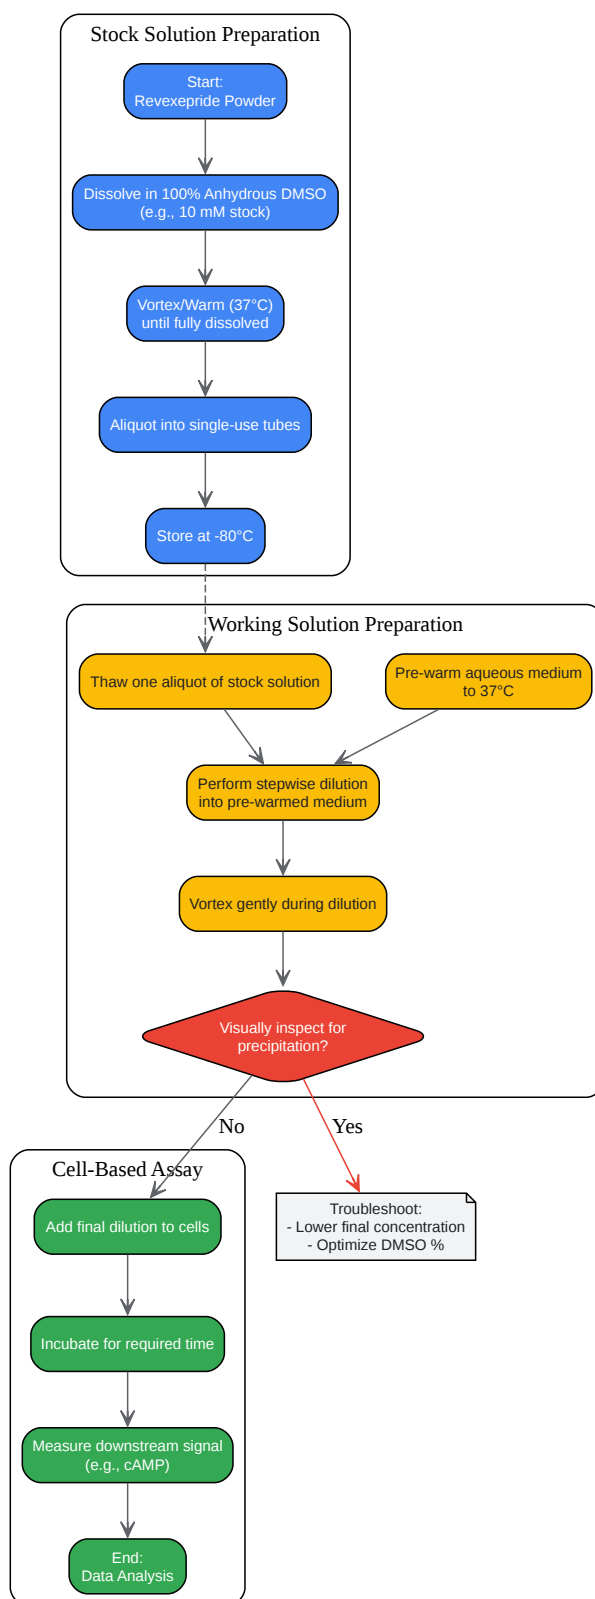 Stock Solution Preparation
Start:
Revexepride Powder
Dissolve in 100% Anhydrous DMSO
(e.g., 10 mM stock)
Vortex/Warm (37°C)
until fully dissolved
Aliquot into single-use tubes
Store at -80°C
Working Solution Preparation
Thaw one aliquot of stock solution
Pre-warm aqueous medium
to 37°C
Perform stepwise dilution
into pre-warmed medium
Vortex gently during dilution
Visually inspect for
precipitation?
No
Yes
Cell-Based Assay
Add final dilution to cells
Troubleshoot:
- Lower final concentration
- Optimize DMSO %
Incubate for required time
Measure downstream signal
(e.g., cAMP)
End:
Data Analysis